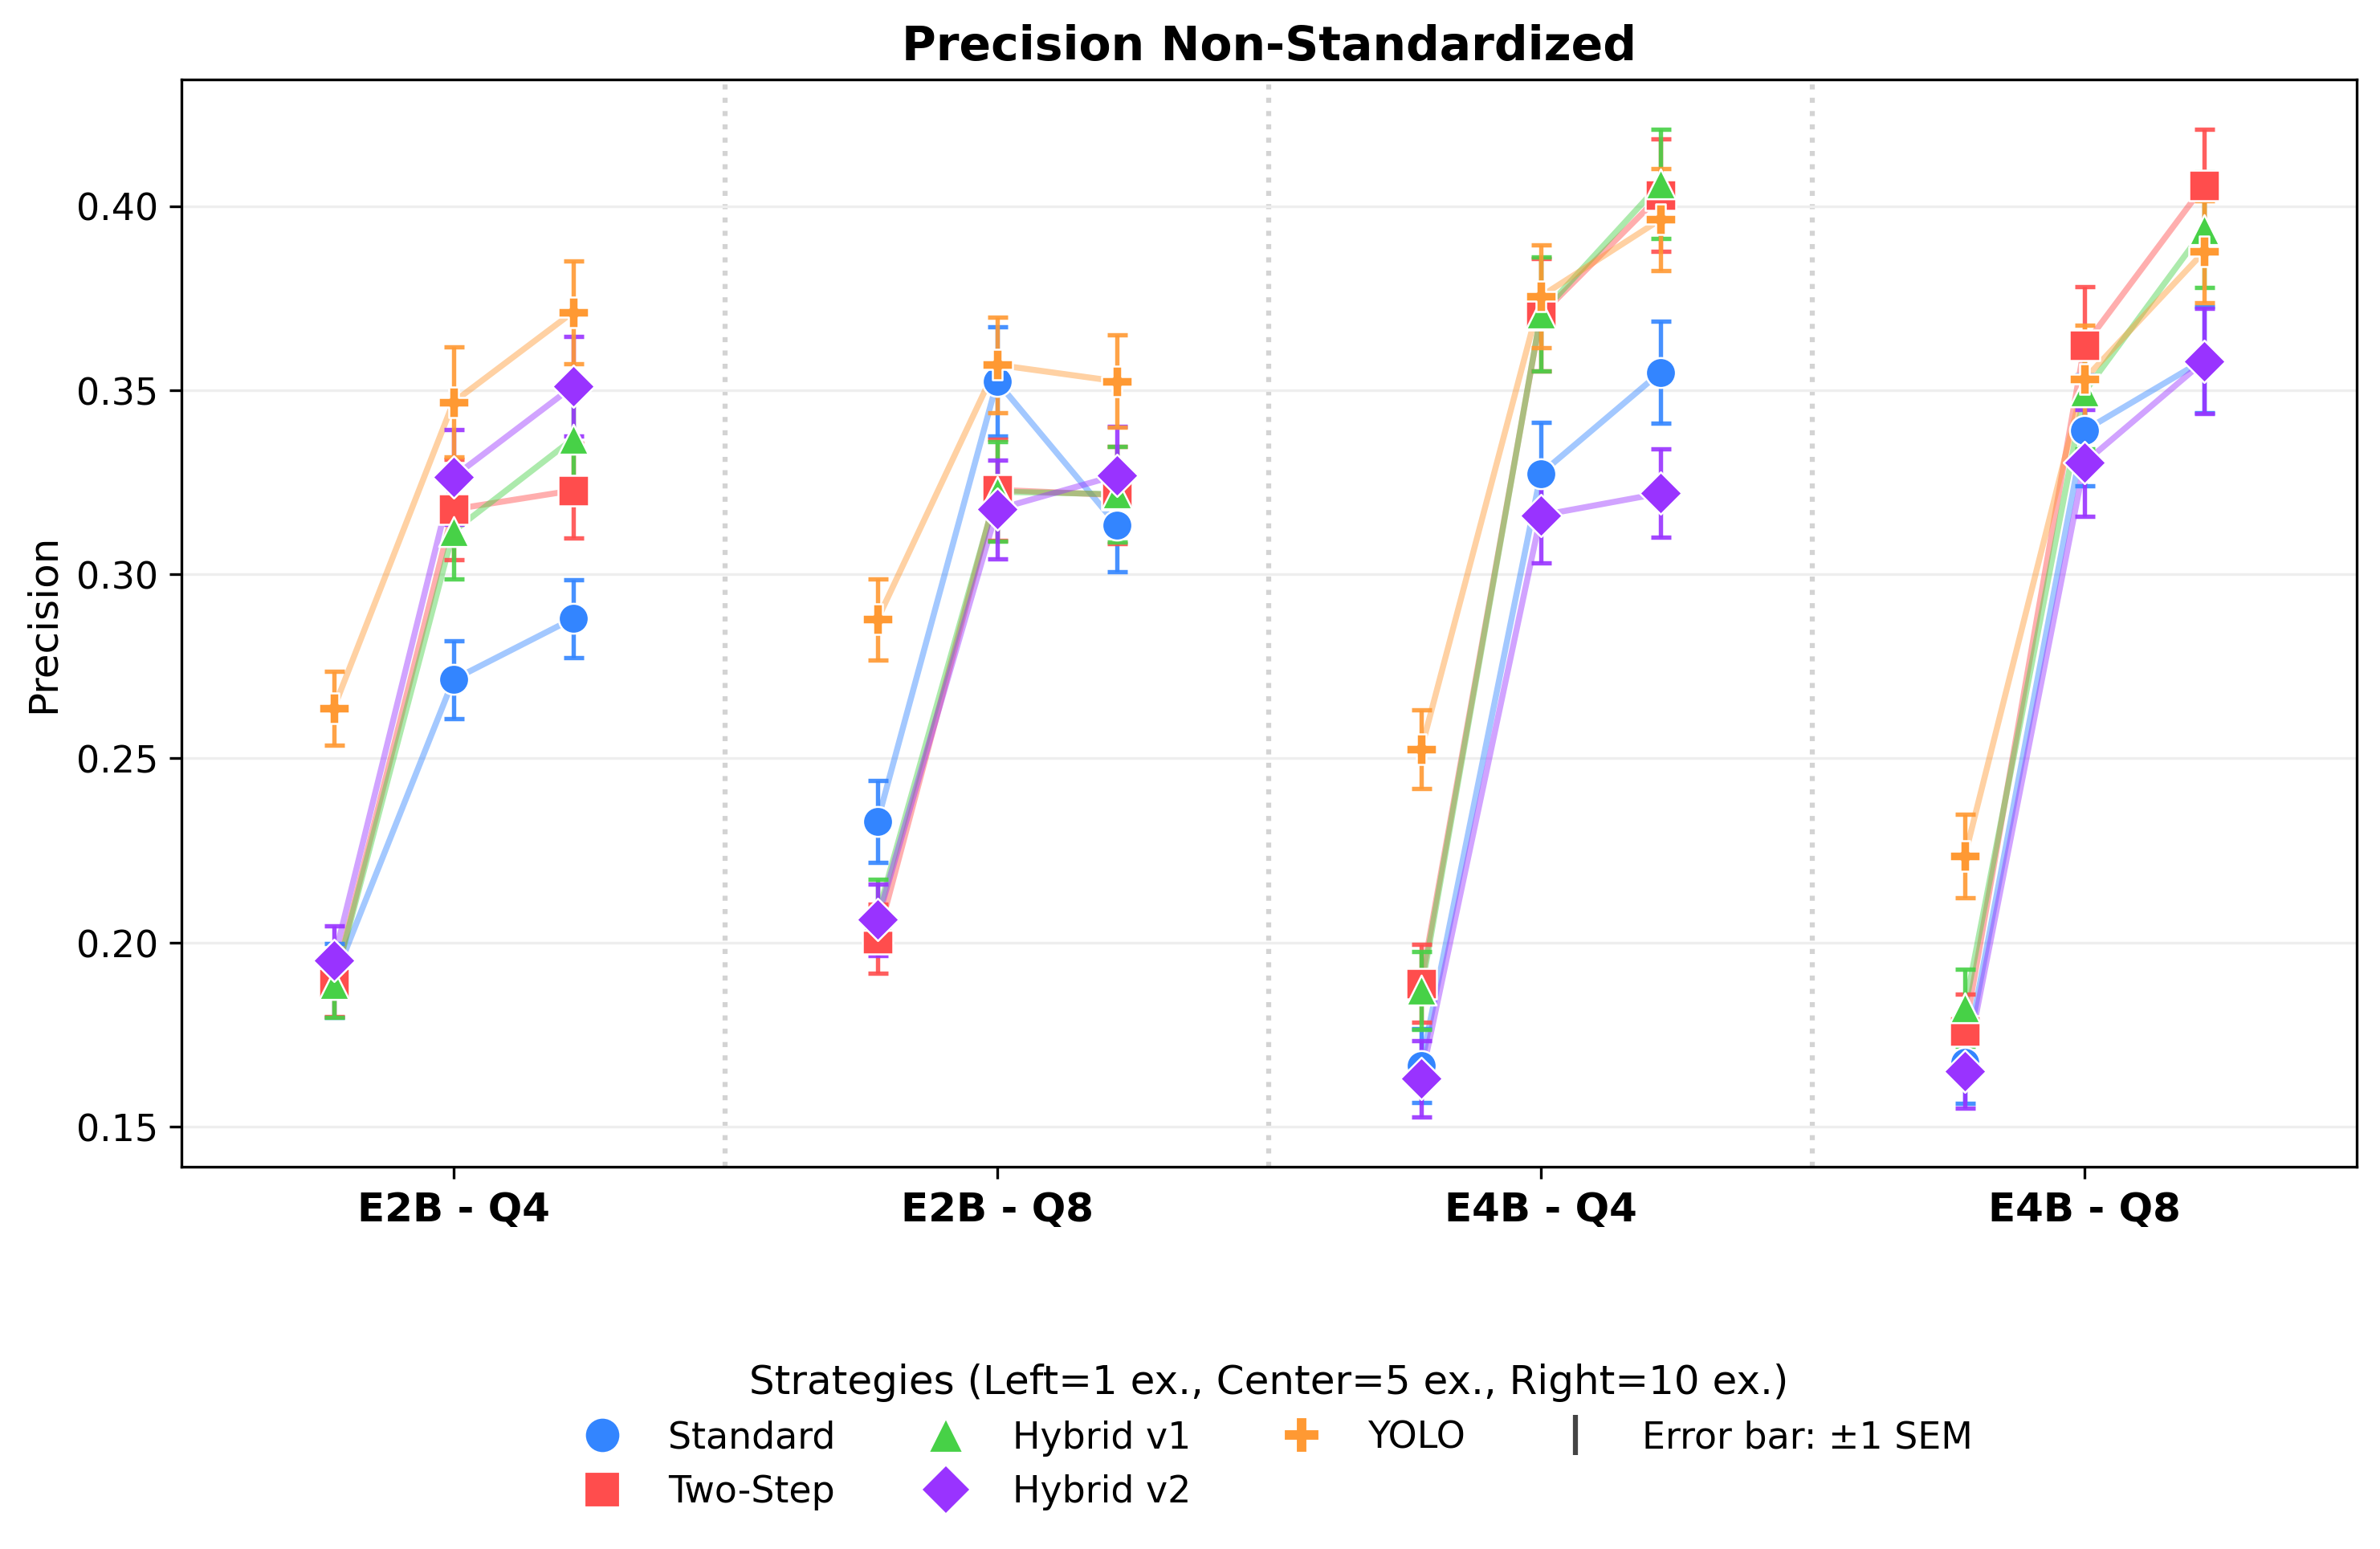 Precision Non-Standardized
Precision
0.40
0.35
0.30
0.25
0.20
0.15
E2B - Q4
E2B - Q8
E4B - Q4
E4B - Q8
Strategies (Left=1 ex., Center=5 ex., Right=10 ex.)
Standard
Hybrid v1
YOLO
Error bar: ±1 SEM
Two-Step
Hybrid v2